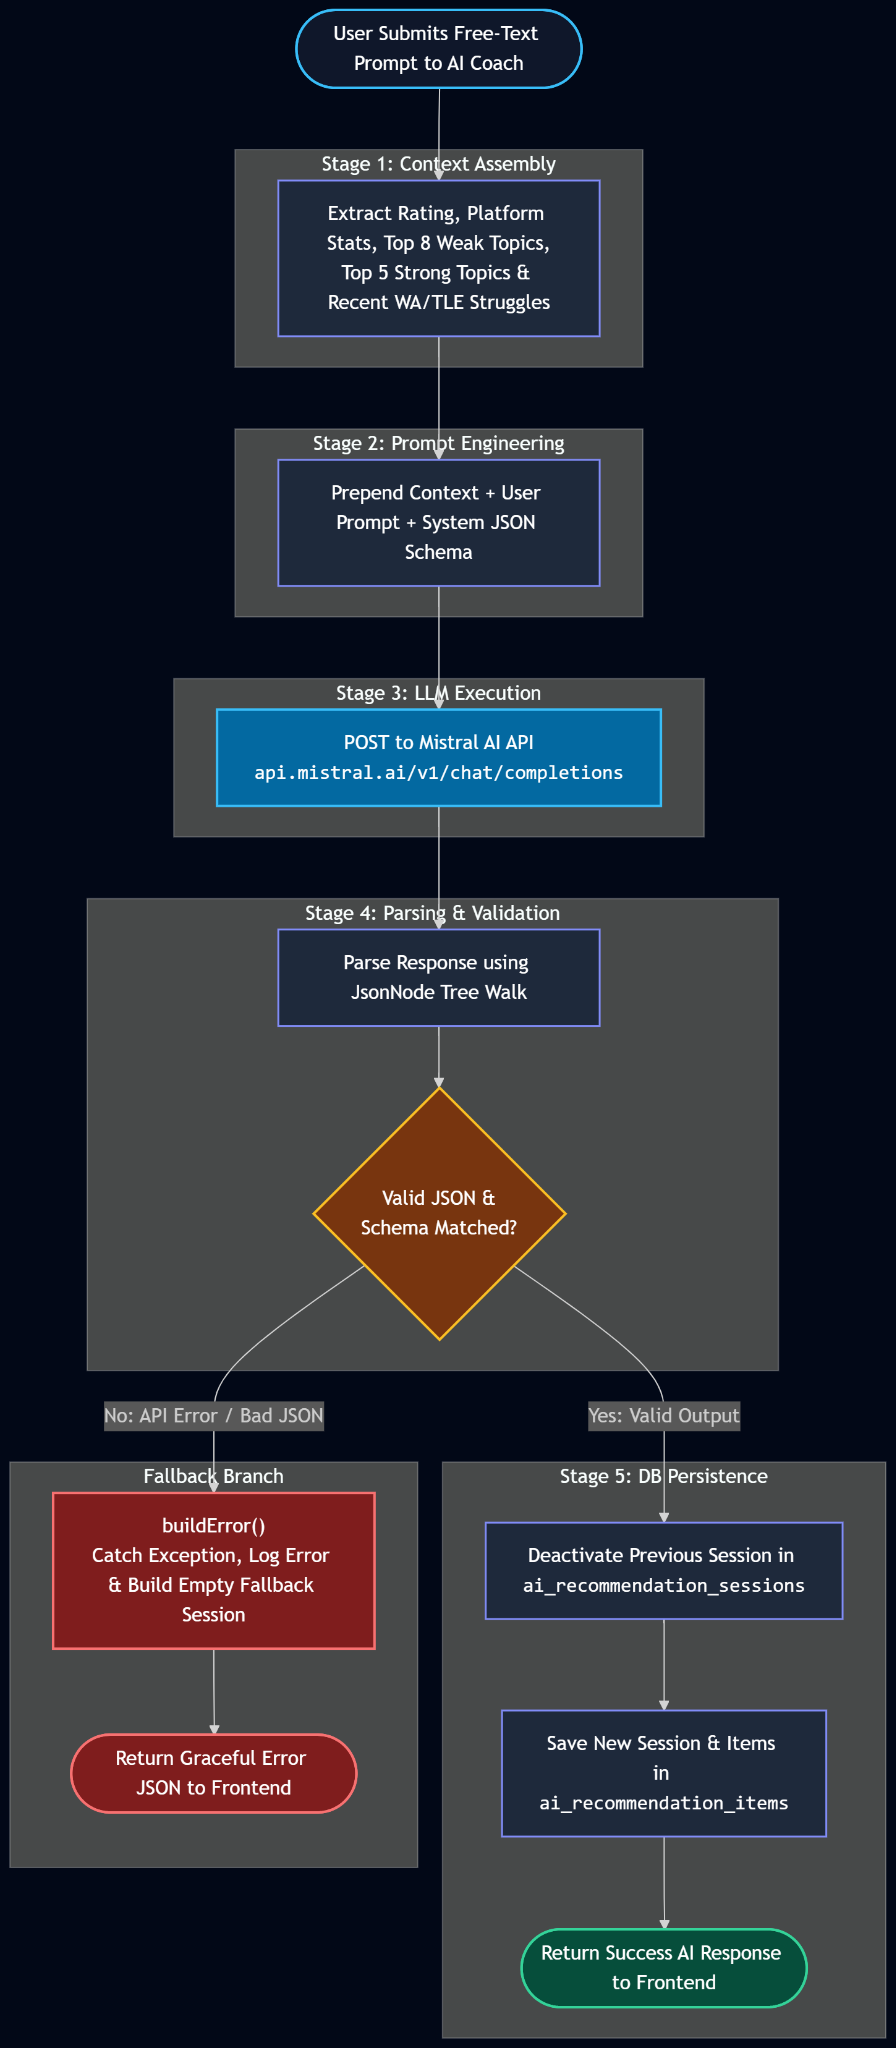 User Submits Free-Text
Prompt to AI Coach
Stage 1: Context Assembly
Extract Rating, Platform
Stats, Top 8 Weak Topics,
Top 5 Strong Topics &
Recent WA/TLE Struggles
Stage 2: Prompt Engineering
Prepend Context + User
Prompt + System JSON
Schema
Stage 3: LLM Execution
POST to Mistral AI API
api.mistral.ai/v1/chat/completions
Stage 4: Parsing & Validation
Parse Response using
JsonNode Tree Walk
Valid JSON &
Schema Matched?
No: API Error / Bad JSON
Yes: Valid Output
Fallback Branch
buildError()
Catch Exception, Log Error
& Build Empty Fallback
Session
Return Graceful Error
JSON to Frontend
Stage 5: DB Persistence
Deactivate Previous Session in
ai_recommendation_sessions
Save New Session & Items
in
ai_recommendation_items
Return Success AI Response
to Frontend